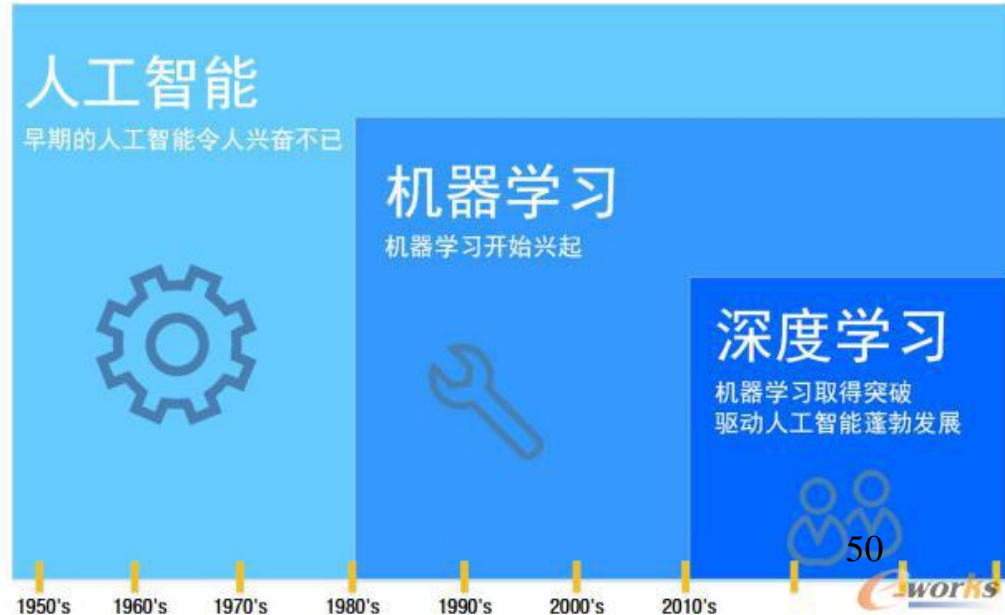 人工智能
早期的人工智能令人兴奋不已
机器学习
机器学习开始兴起
深度学习
机器学习取得突破
驱动人工智能蓬勃发展
50
1950's 1960's 1970's 1980's 1990's 2000's 2010's
e-works